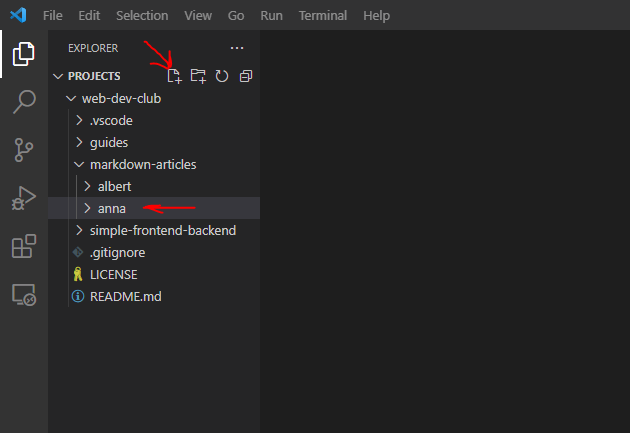 File Edit Selection View Go Run Terminal Help
EXPLORER
PROJECTS
web-dev-club
.vscode
guides
markdown-articles
albert
anna
simple-frontend-backend
.gitignore
LICENSE
README.md